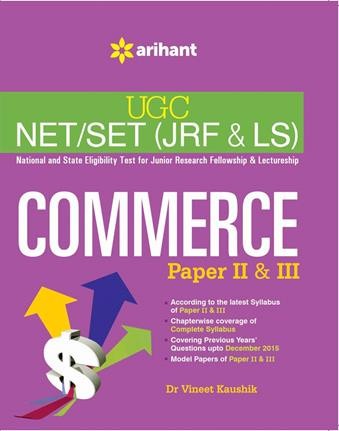 arihant
UGC
NET/SET (JRF & LS)
National and State Eligibility Test for Junior Research Fellowship & Lectureship
COMMERCE
Paper II & III
According to the latest Syllabus
of Paper II & III
Chapterwise coverage of
Complete Syllabus
Covering Previous Years'
Questions upto December 2015
Model Papers of Paper II & III
Dr Vineet Kaushik
$